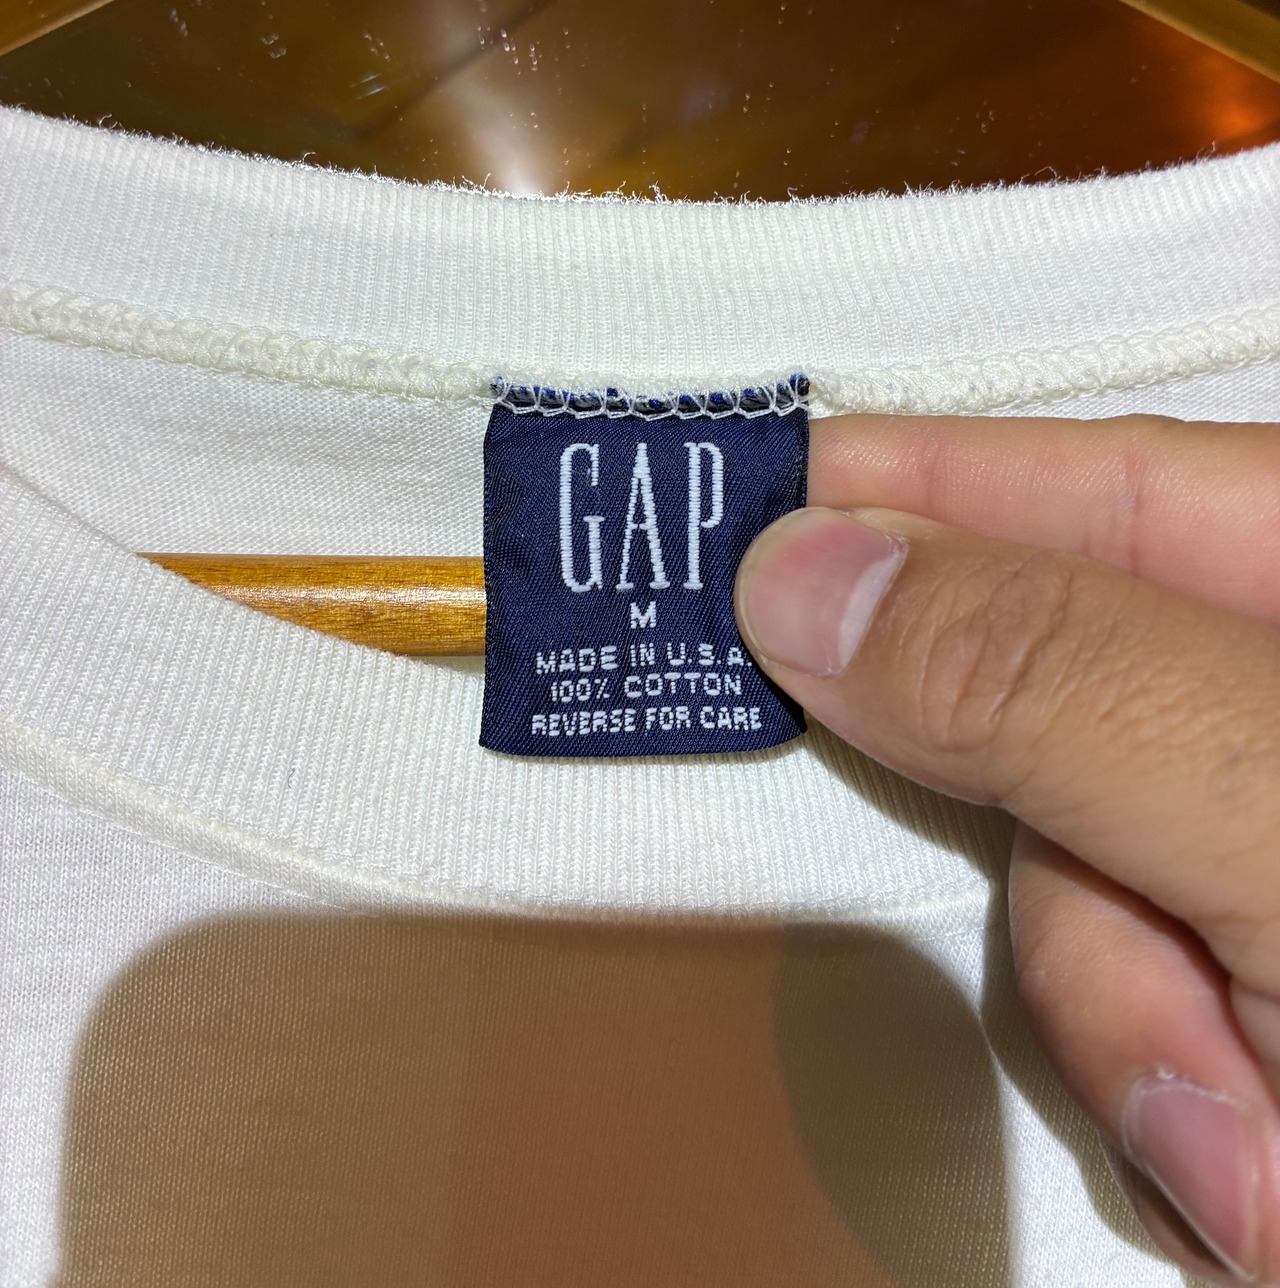 GAP
M
MADE IN U.S.A.
100% COTTON
REVERSE FOR CARE